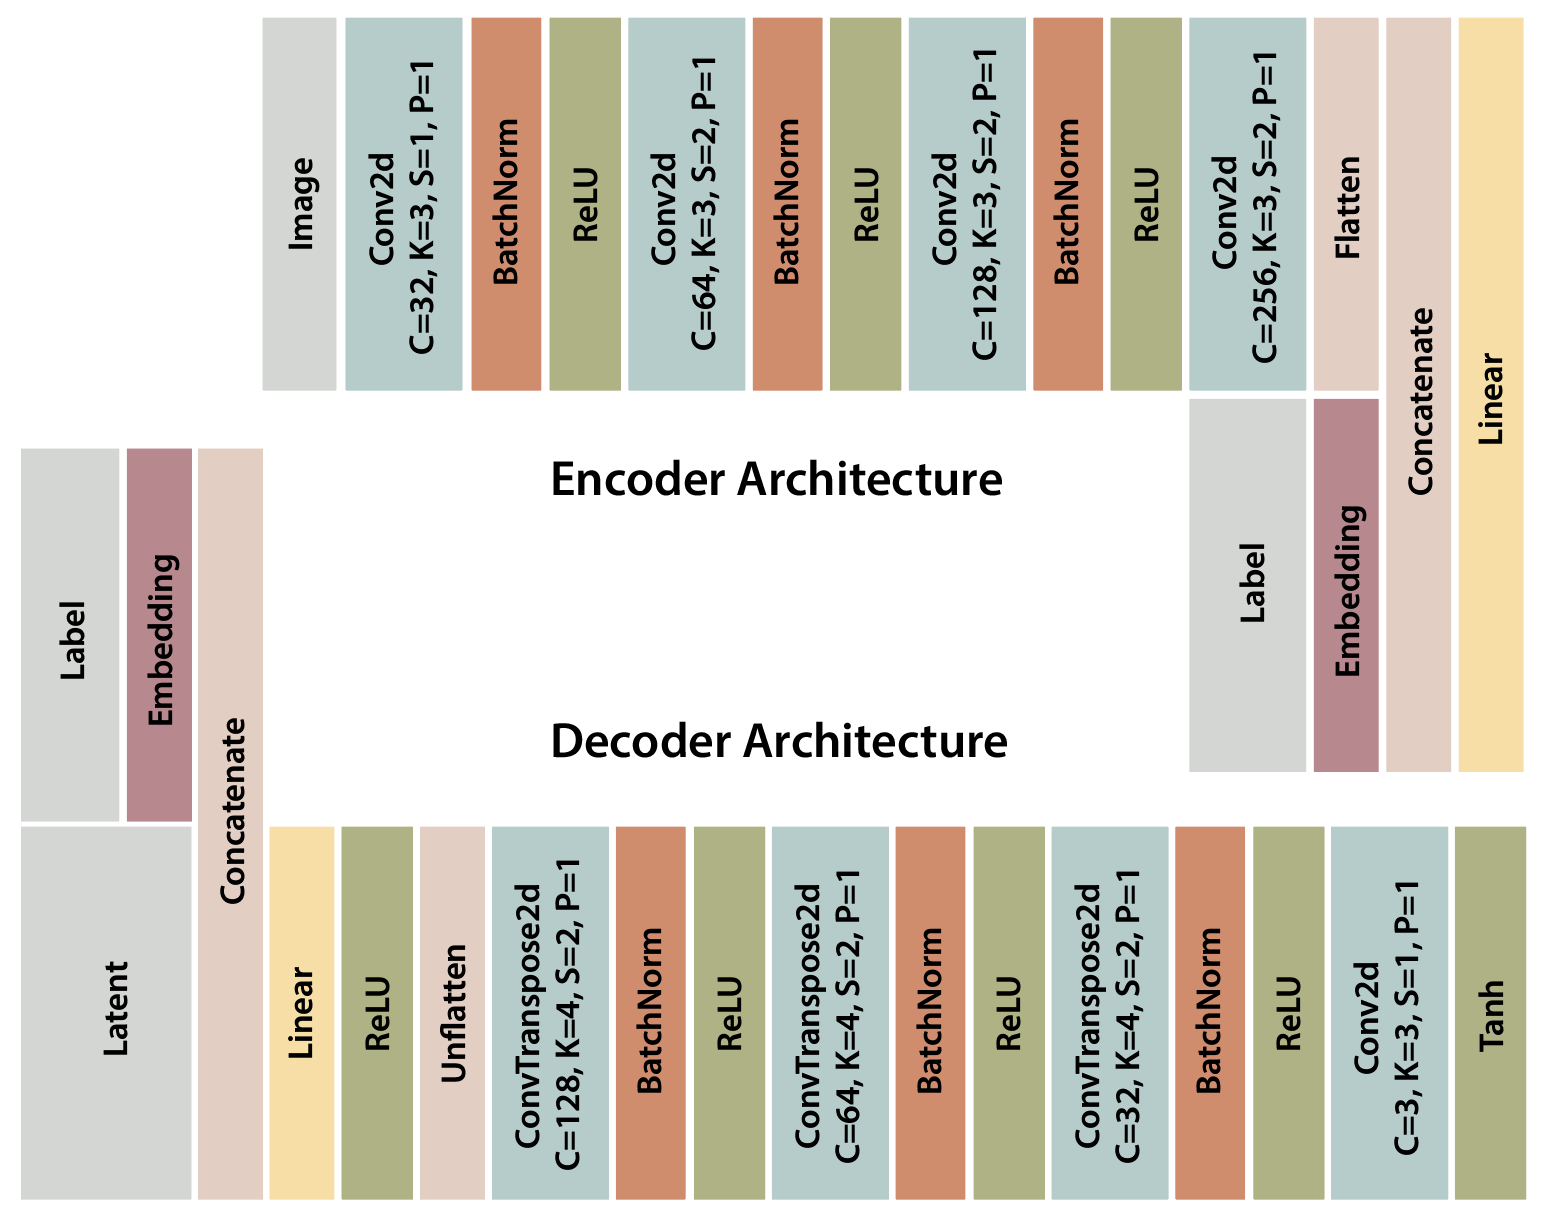 Image
Conv2d
C=32, K=3, S=1, P=1
BatchNorm
ReLU
Conv2d
C=64, K=3, S=2, P=1
BatchNorm
ReLU
Conv2d
C=128, K=3, S=2, P=1
BatchNorm
ReLU
Conv2d
C=256, K=3, S=2, P=1
Flatten
Label
Embedding
Concatenate
Linear
Encoder Architecture
Decoder Architecture
Label
Embedding
Latent
Concatenate
Linear
ReLU
Unflatten
ConvTranspose2d
C=128, K=4, S=2, P=1
BatchNorm
ReLU
ConvTranspose2d
C=64, K=4, S=2, P=1
BatchNorm
ReLU
ConvTranspose2d
C=32, K=4, S=2, P=1
BatchNorm
ReLU
Conv2d
C=3, K=3, S=1, P=1
Tanh